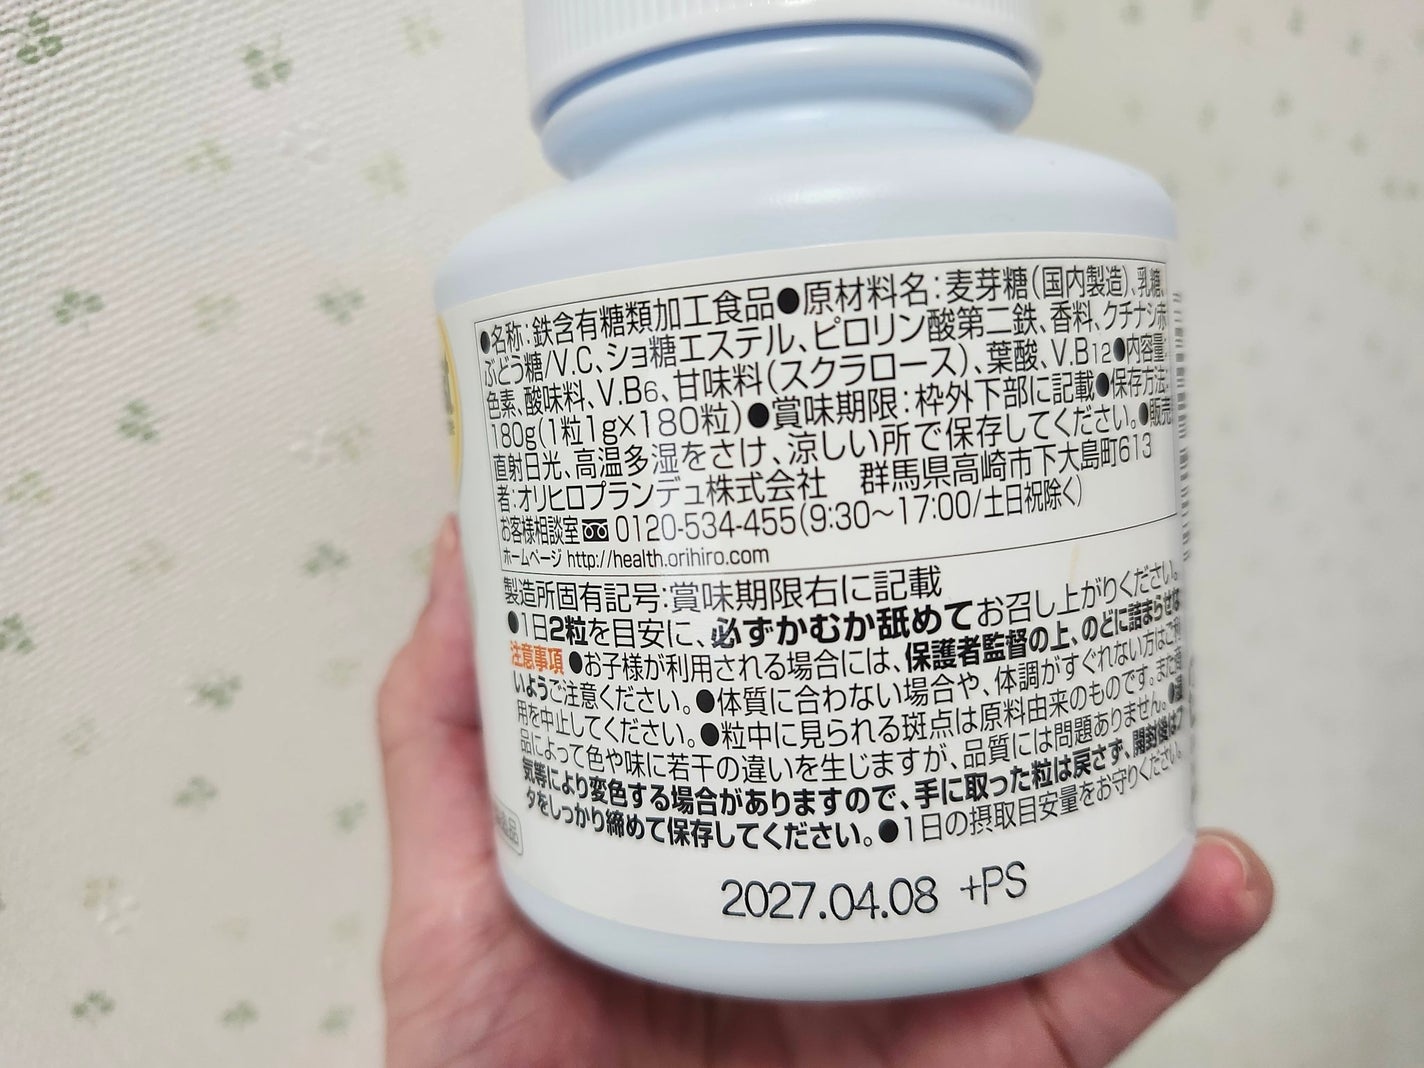 ●名称:鉄含有糖類加工食品●原材料名:麦芽糖(国内製造)、乳糖、
ぶどう糖/V.C、ショ糖エステル、ピロリン酸第二鉄、香料、クチナシ赤
色素、酸味料、V.B6、甘味料(スクラロース)、葉酸、V.B12●内容量:
180g(1粒1g×180粒)●賞味期限:枠外下部に記載●保存方法:
直射日光、高温多湿をさけ、涼しい所で保存してください。●販売
者:オリヒロプランデュ株式会社 群馬県高崎市下大島町613
お客様相談室 0120-534-455(9:30〜17:00/土日祝除く)
ホームページ http://health.orihiro.com
製造所固有記号:賞味期限右に記載
●1日2粒を目安に、必ずかむか舐めてお召し上がりください。
注意事項 ●お子様が利用される場合には、保護者監督の上、のどに詰まらせな
いようご注意ください。●体質に合わない場合や、体調がすぐれない方はご利
用を中止してください。●粒中に見られる斑点は原料由来のものです。また商
品によって色や味に若干の違いを生じますが、品質には問題ありません。●湿
気等により変色する場合がありますので、手に取った粒は戻さず、開封後はフ
タをしっかり締めて保存してください。●1日の摂取目安量をお守りください。
2027.04.08 +PS